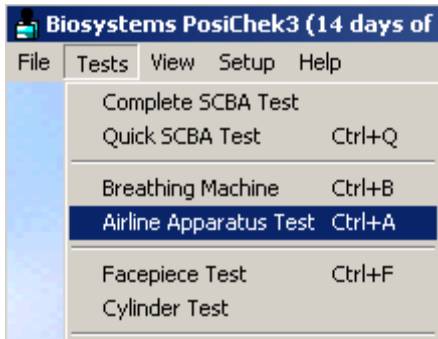 Biosystems PosiChek3 (14 days of
File Tests View Setup Help
Complete SCBA Test
Quick SCBA Test Ctrl+Q
Breathing Machine Ctrl+B
Airline Apparatus Test Ctrl+A
Facepiece Test Ctrl+F
Cylinder Test